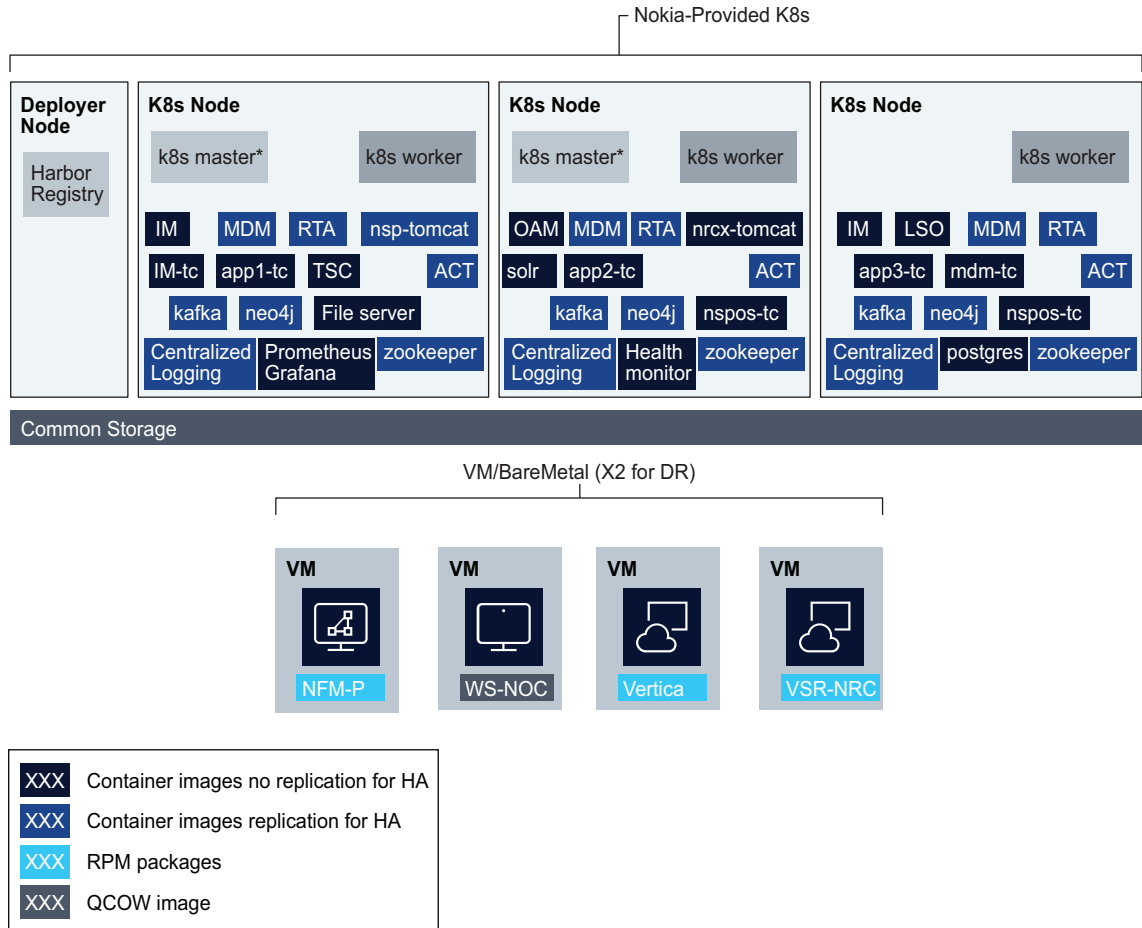 Nokia-Provided K8s
Deployer
Node
Harbor
Registry
K8s Node
k8s master*
k8s worker
IM
MDM
RTA
nsp-tomcat
IM-tc
app1-tc
TSC
ACT
kafka
neo4j
File server
Centralized
Logging
Prometheus
Grafana
zookeeper
K8s Node
k8s master*
k8s worker
OAM
MDM
RTA
nrcx-tomcat
solr
app2-tc
ACT
kafka
neo4j
nspos-tc
Centralized
Logging
Health
monitor
zookeeper
K8s Node
k8s worker
IM
LSO
MDM
RTA
app3-tc
mdm-tc
ACT
kafka
neo4j
nspos-tc
Centralized
Logging
postgres
zookeeper
Common Storage
VM/BareMetal (X2 for DR)
VM
NFM-P
VM
WS-NOC
VM
Vertica
VM
VSR-NRC
XXX Container images no replication for HA
XXX Container images replication for HA
XXX RPM packages
XXX QCOW image